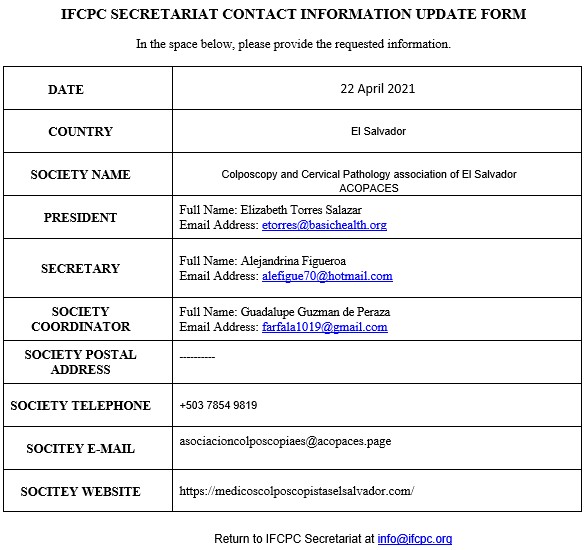 IFCPC SECRETARIAT CONTACT INFORMATION UPDATE FORM
In the space below, please provide the requested information.
DATE
22 April 2021
COUNTRY
El Salvador
SOCIETY NAME
Colposcopy and Cervical Pathology association of El Salvador
ACOPACES
PRESIDENT
Full Name: Elizabeth Torres Salazar
Email Address: etorres@basichealth.org
SECRETARY
Full Name: Alejandrina Figueroa
Email Address: alefigue70@hotmail.com
SOCIETY
COORDINATOR
Full Name: Guadalupe Guzman de Peraza
Email Address: farfala1019@gmail.com
SOCIETY POSTAL
ADDRESS
----------
SOCIETY TELEPHONE
+503 7854 9819
SOCITEY E-MAIL
asociacioncolposcopiaes@acopaces.page
SOCITEY WEBSITE
https://medicoscolposcopistaselsalvador.com/
Return to IFCPC Secretariat at info@ifcpc.org